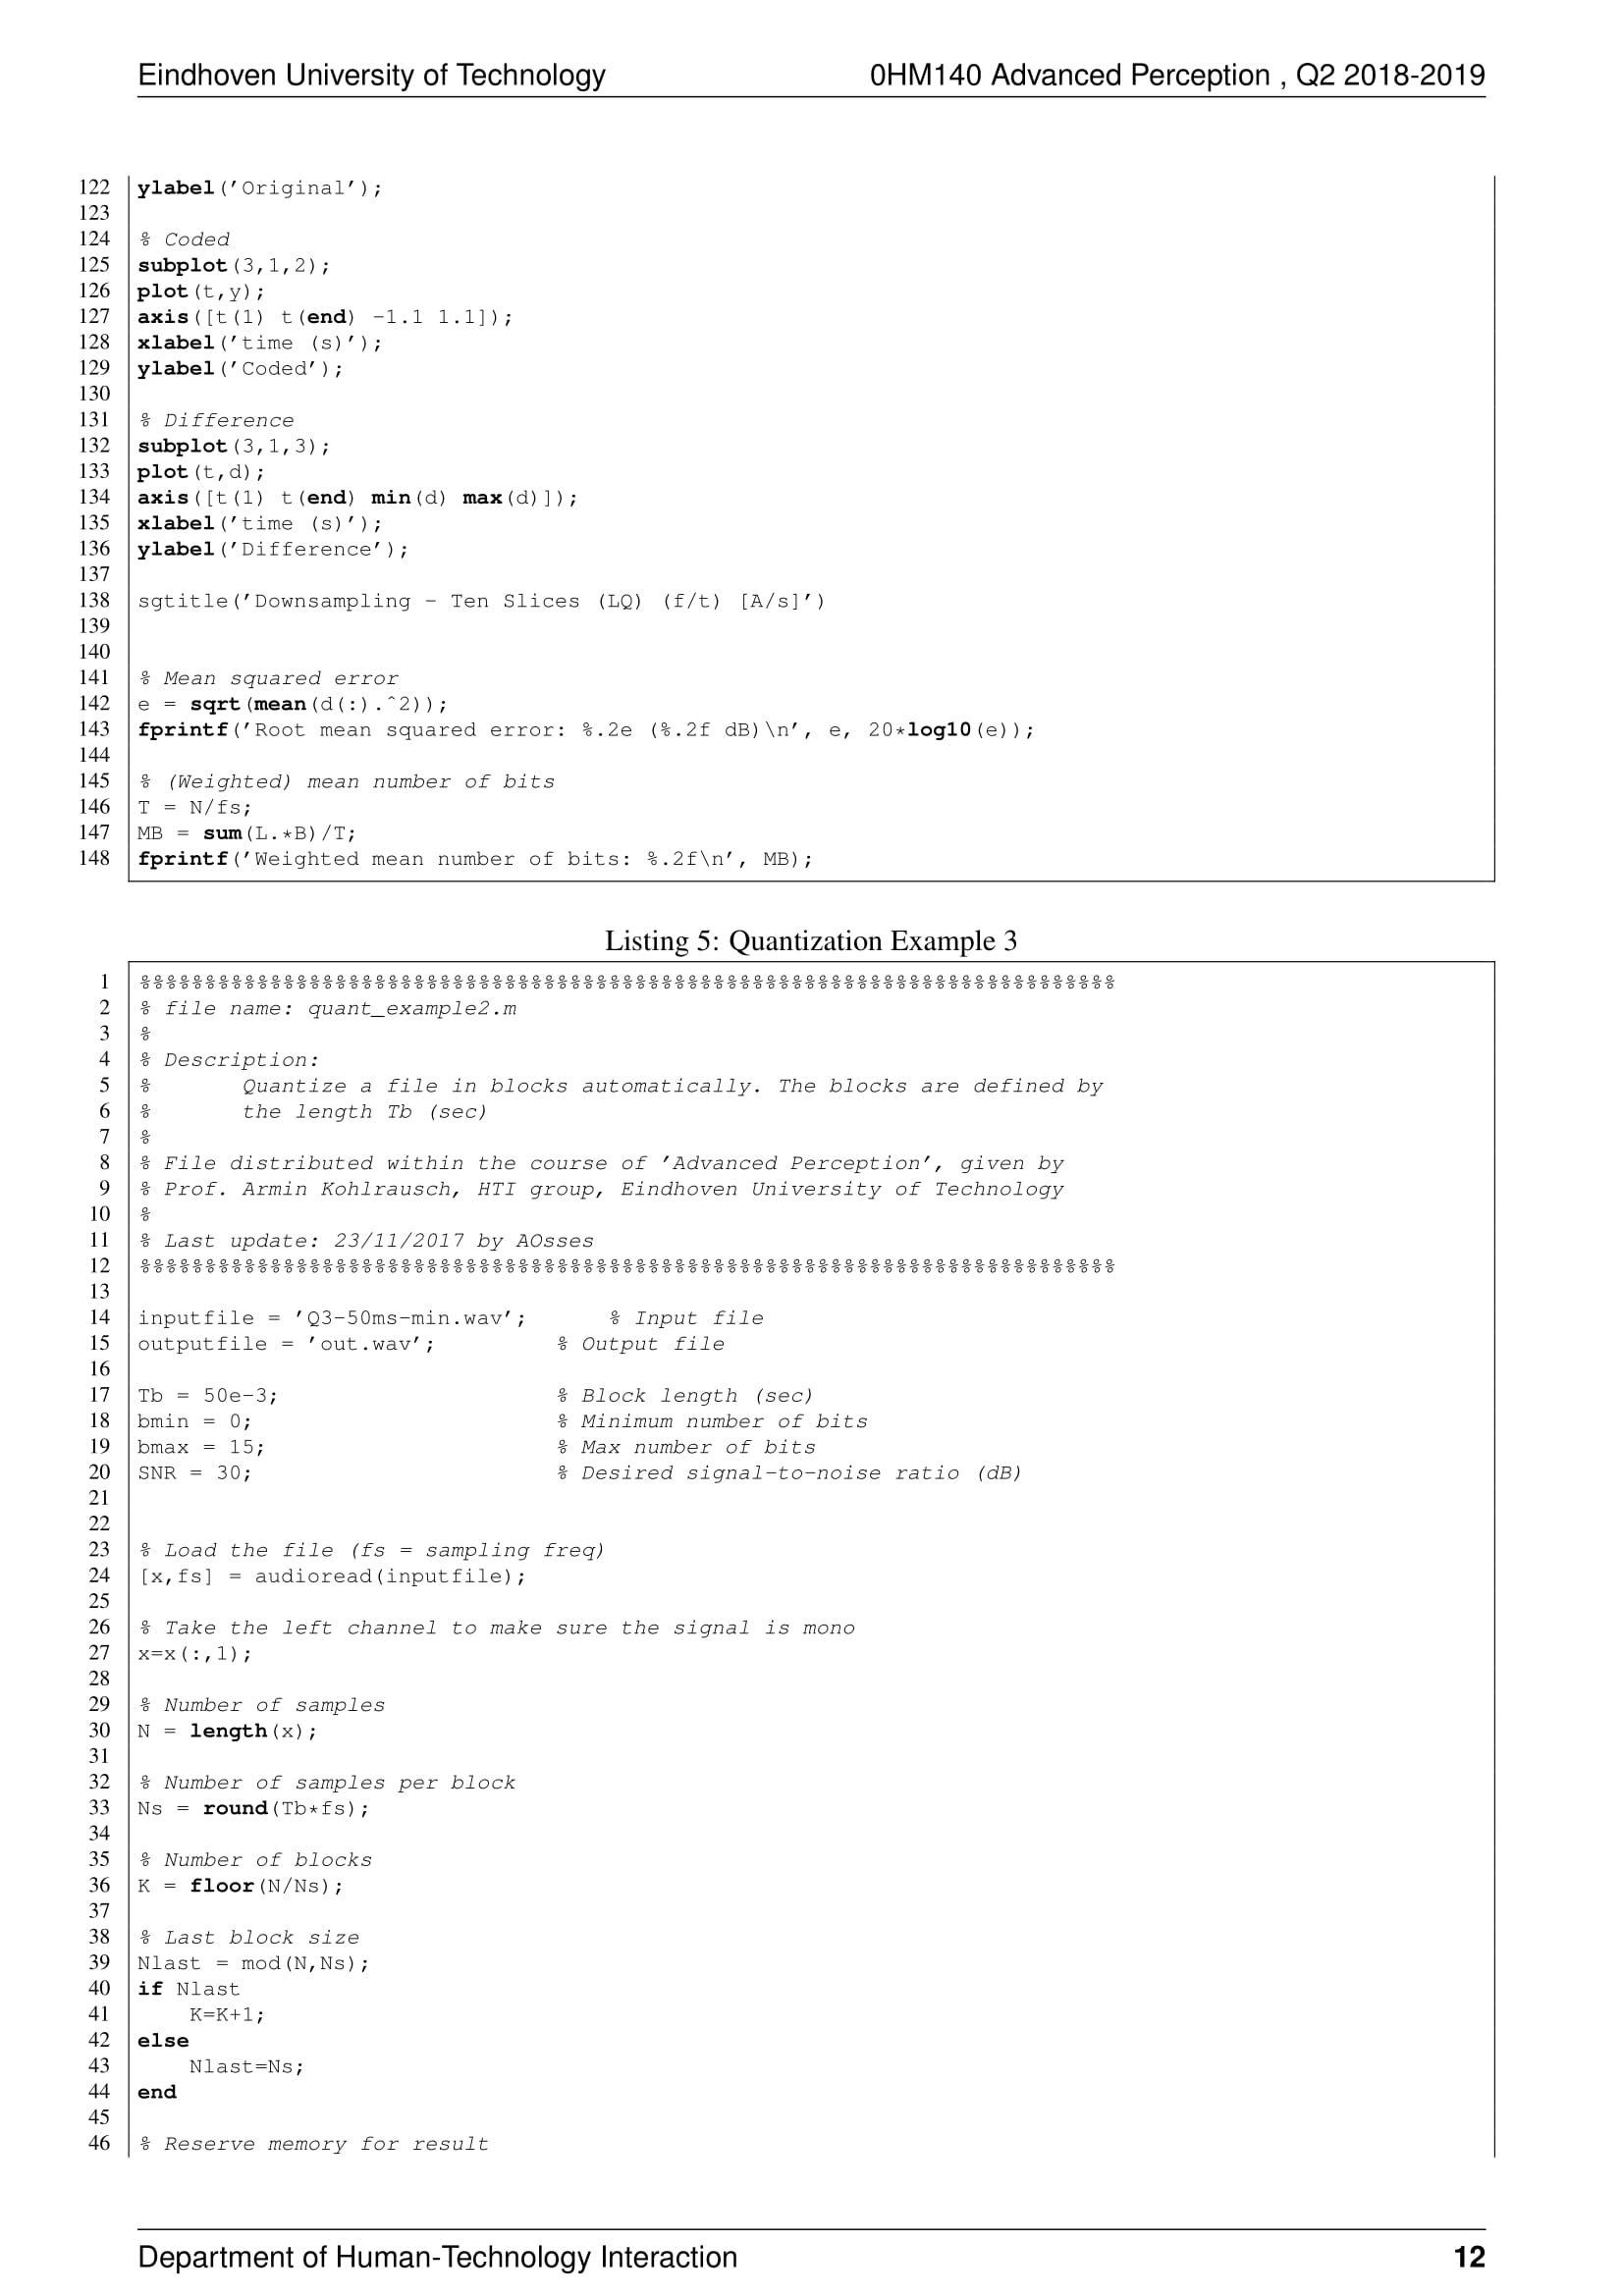 Eindhoven University of Technology 0HM140 Advanced Perception , Q2 2018-2019
122 ylabel('Original');
123
124 % Coded
125 subplot(3,1,2);
126 plot(t,y);
127 axis([t(1) t(end) -1.1 1.1]);
128 xlabel('time (s)');
129 ylabel('Coded');
130
131 % Difference
132 subplot(3,1,3);
133 plot(t,d);
134 axis([t(1) t(end) min(d) max(d)]);
135 xlabel('time (s)');
136 ylabel('Difference');
137
138 sgtitle('Downsampling - Ten Slices (LQ) (f/t) [A/s]')
139
140
141 % Mean squared error
142 e = sqrt(mean(d(:).^2));
143 fprintf('Root mean squared error: %.2e (%.2f dB)\n', e, 20*log10(e));
144
145 % (Weighted) mean number of bits
146 T = N/fs;
147 MB = sum(L.*B)/T;
148 fprintf('Weighted mean number of bits: %.2f\n', MB);
Listing 5: Quantization Example 3
1 %%%%%%%%%%%%%%%%%%%%%%%%%%%%%%%%%%%%%%%%%%%%%%%%%%%%%%%%%%%%%%%%%%%%%%%%%%%%%
2 % file name: quant_example2.m
3 %
4 % Description:
5 % Quantize a file in blocks automatically. The blocks are defined by
6 % the length Tb (sec)
7 %
8 % File distributed within the course of 'Advanced Perception', given by
9 % Prof. Armin Kohlrausch, HTI group, Eindhoven University of Technology
10 %
11 % Last update: 23/11/2017 by AOsses
12 %%%%%%%%%%%%%%%%%%%%%%%%%%%%%%%%%%%%%%%%%%%%%%%%%%%%%%%%%%%%%%%%%%%%%%%%%%%%%
13
14 inputfile = 'Q3-50ms-min.wav'; % Input file
15 outputfile = 'out.wav'; % Output file
16
17 Tb = 50e-3; % Block length (sec)
18 bmin = 0; % Minimum number of bits
19 bmax = 15; % Max number of bits
20 SNR = 30; % Desired signal-to-noise ratio (dB)
21
22
23 % Load the file (fs = sampling freq)
24 [x,fs] = audioread(inputfile);
25
26 % Take the left channel to make sure the signal is mono
27 x=x(:,1);
28
29 % Number of samples
30 N = length(x);
31
32 % Number of samples per block
33 Ns = round(Tb*fs);
34
35 % Number of blocks
36 K = floor(N/Ns);
37
38 % Last block size
39 Nlast = mod(N,Ns);
40 if Nlast
41 K=K+1;
42 else
43 Nlast=Ns;
44 end
45
46 % Reserve memory for result
Department of Human-Technology Interaction 12